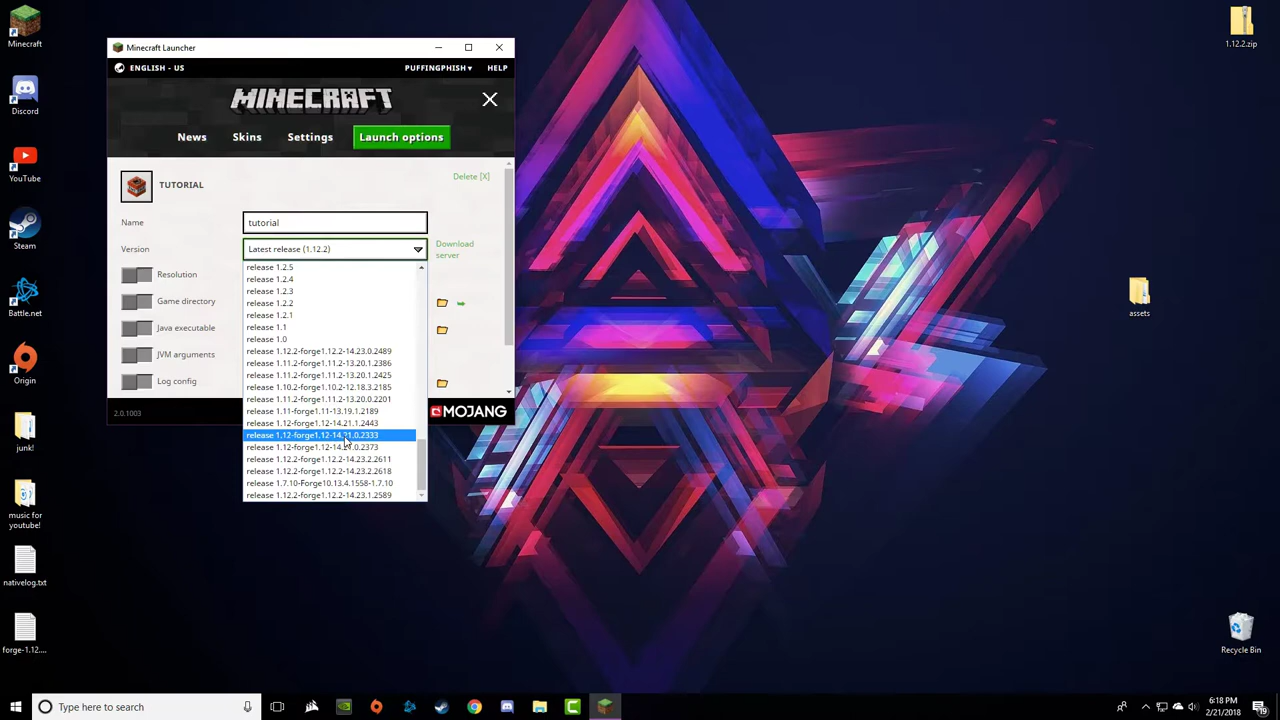 Minecraft
Discord
YouTube
Steam
Battle.net
Origin
junk!
music for
youtube!
nativelog.txt
forge-1.12....
1.12.2.zip
assets
Recycle Bin
Minecraft Launcher
ENGLISH - US
PUFFINGPHISH▾
HELP
MINECRAFT
News
Skins
Settings
Launch options
TUTORIAL
Delete [X]
Name
tutorial
Version
Latest release (1.12.2)
Download
server
Resolution
Game directory
Java executable
JVM arguments
Log config
release 1.2.5
release 1.2.4
release 1.2.3
release 1.2.2
release 1.2.1
release 1.1
release 1.0
release 1.12.2-forge1.12.2-14.23.0.2489
release 1.11.2-forge1.11.2-13.20.1.2386
release 1.11.2-forge1.11.2-13.20.1.2425
release 1.10.2-forge1.10.2-12.18.3.2185
release 1.11.2-forge1.11.2-13.20.0.2201
release 1.11-forge1.11-13.19.1.2189
release 1.12-forge1.12-14.21.1.2443
release 1.12-forge1.12-14.21.0.2333
release 1.12-forge1.12-14.21.0.2373
release 1.12.2-forge1.12.2-14.23.2.2611
release 1.12.2-forge1.12.2-14.23.2.2618
release 1.7.10-Forge10.13.4.1558-1.7.10
release 1.12.2-forge1.12.2-14.23.1.2589
2.0.1003
MOJANG
Type here to search
6:18 PM
2/21/2018